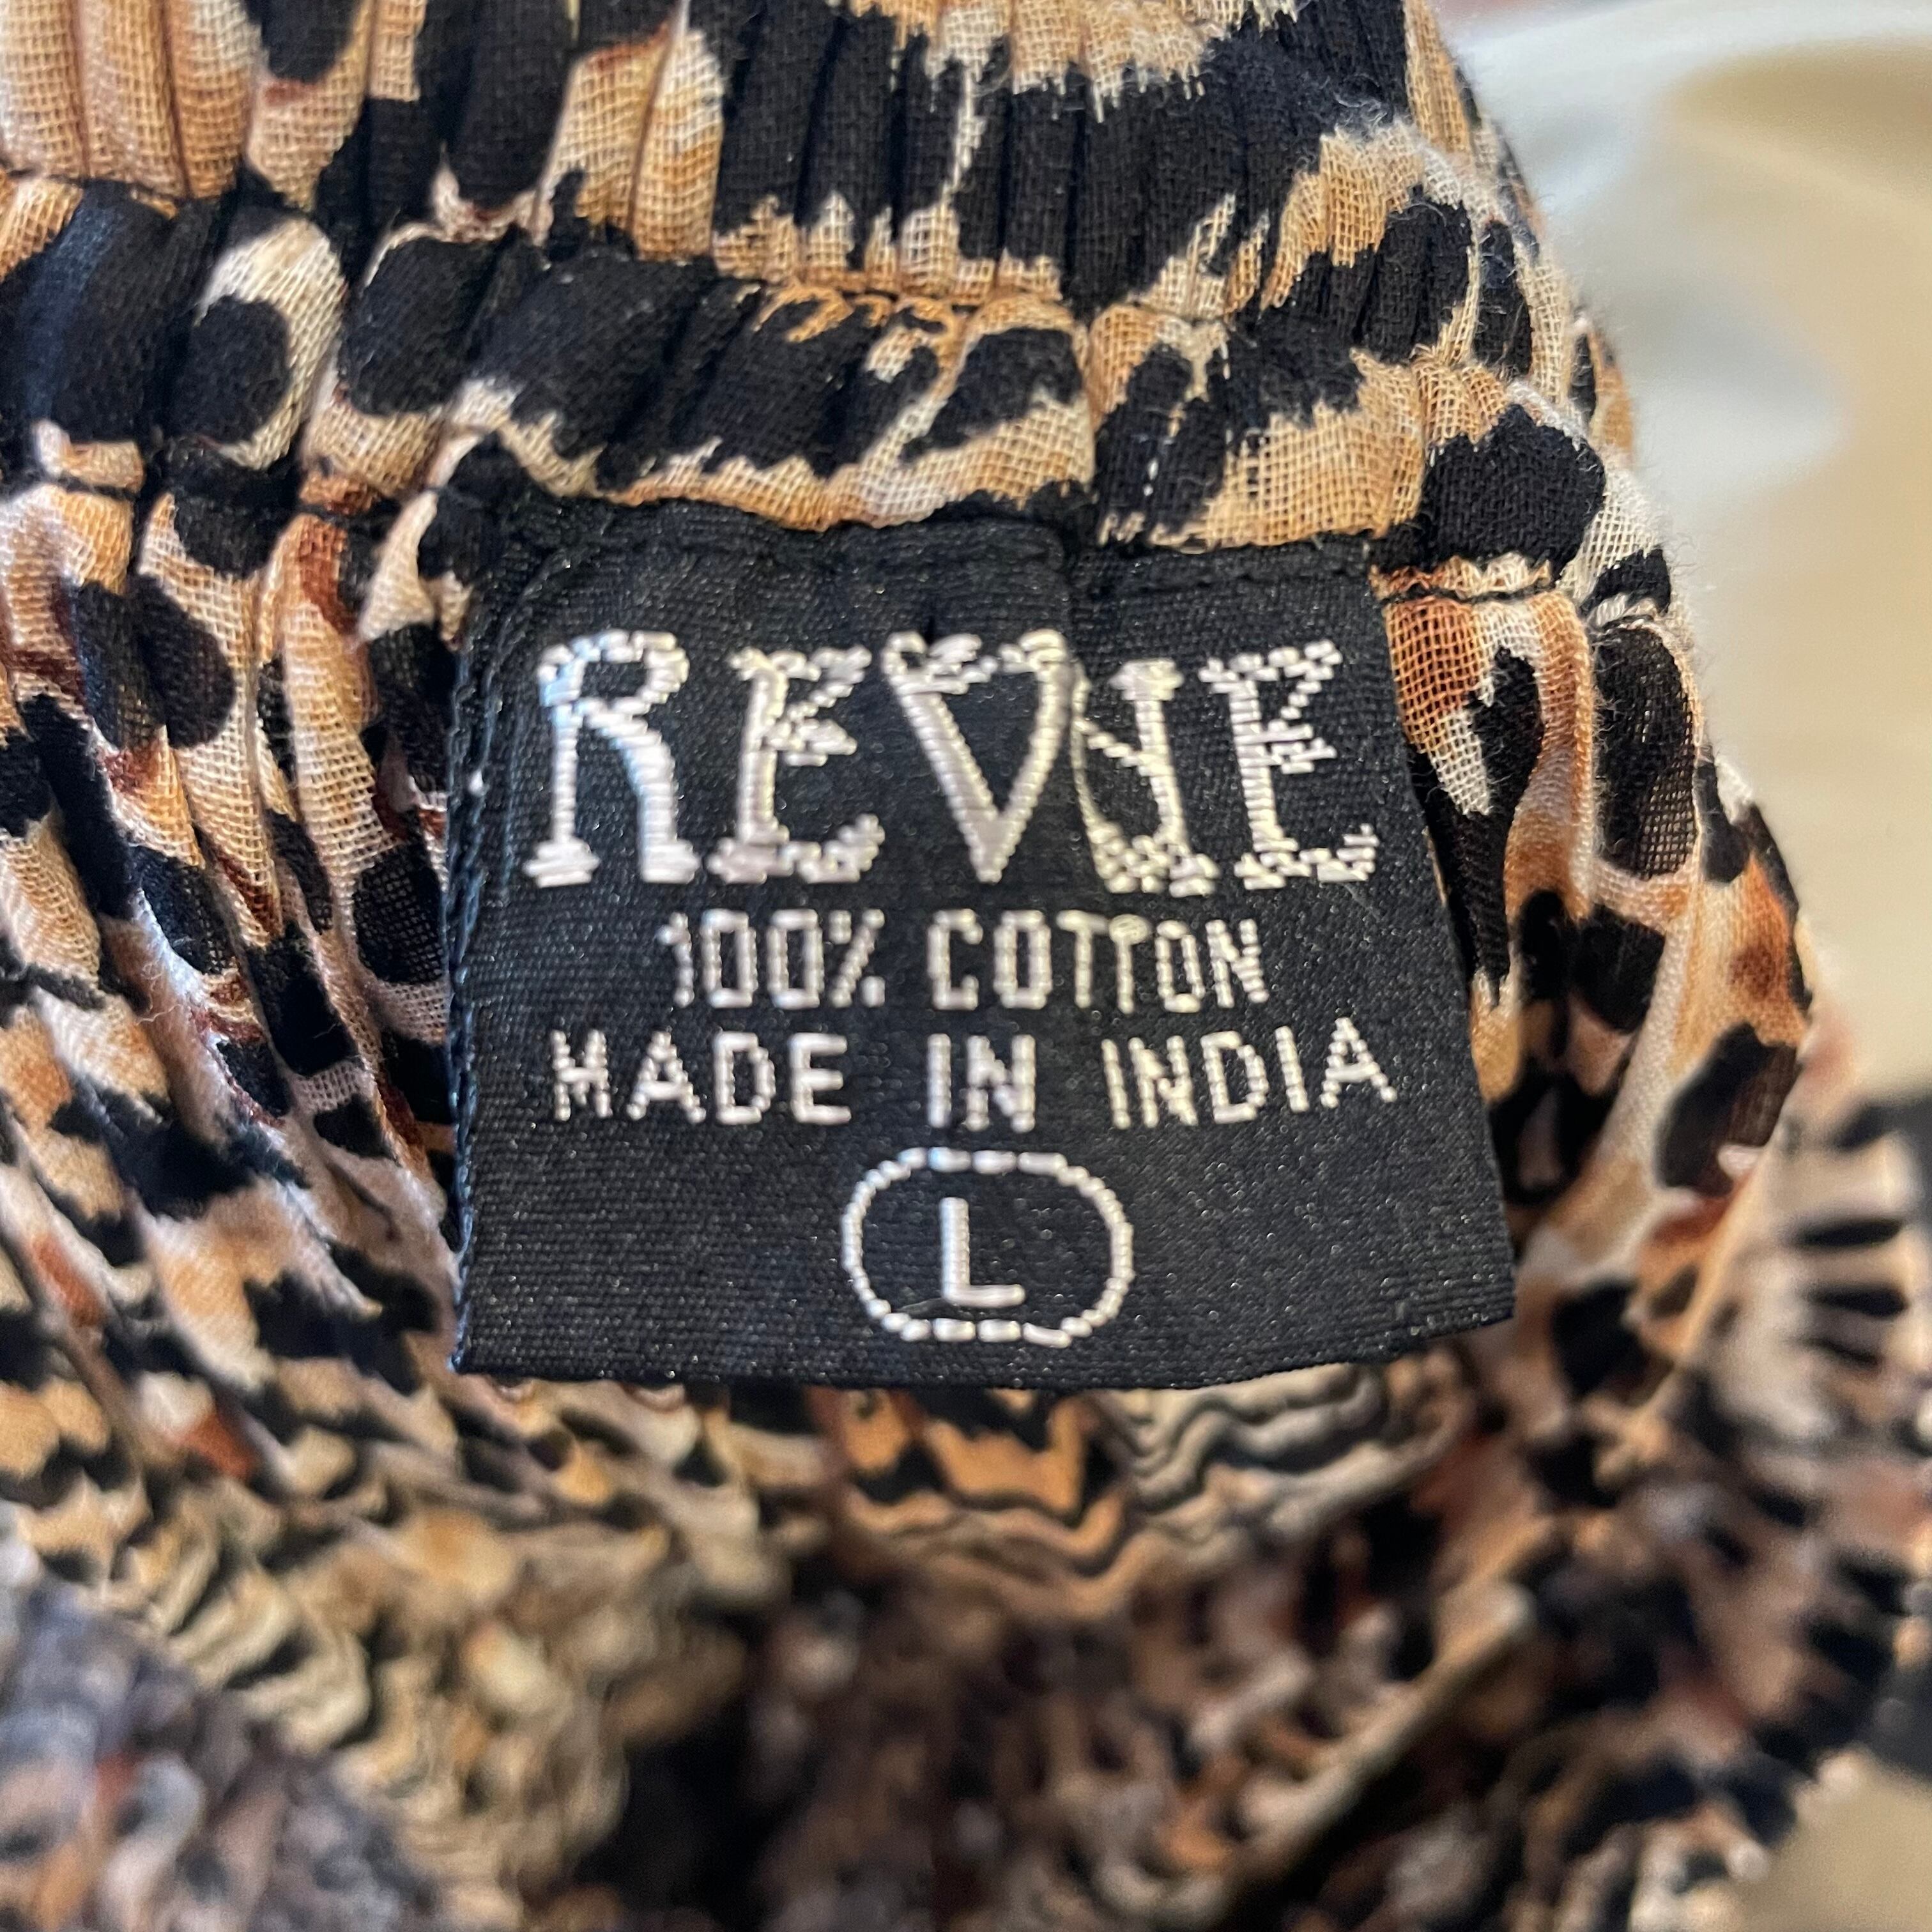 REVUE
100% COTTON
MADE IN INDIA
L